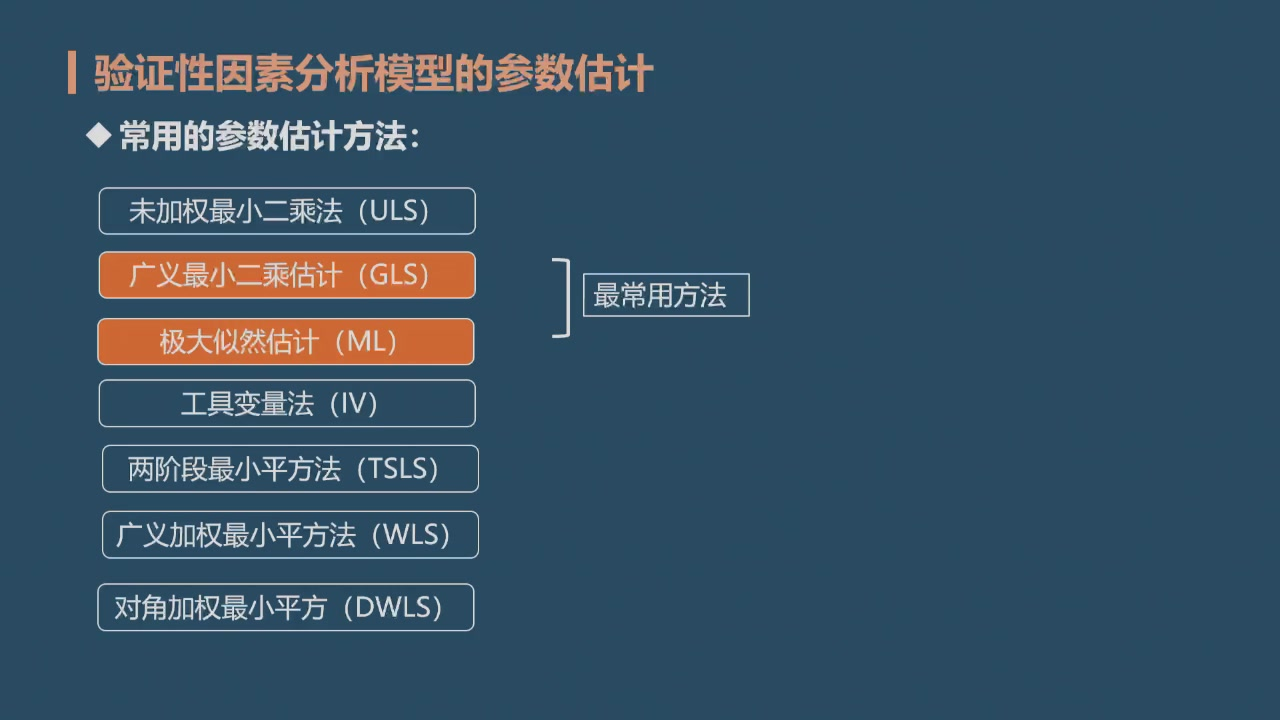 验证性因素分析模型的参数估计
常用的参数估计方法：
未加权最小二乘法（ULS）
广义最小二乘估计（GLS）
最常用方法
极大似然估计（ML）
工具变量法（IV）
两阶段最小平方法（TSLS）
广义加权最小平方法（WLS）
对角加权最小平方（DWLS）